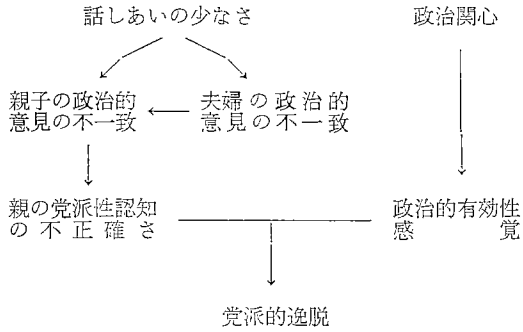 話しあいの少なさ
政治関心
親子の政治的
意見の不一致
夫婦の政治的
意見の不一致
親の党派性認知
の不正確さ
政治的有効性
感覚
党派的逸脱